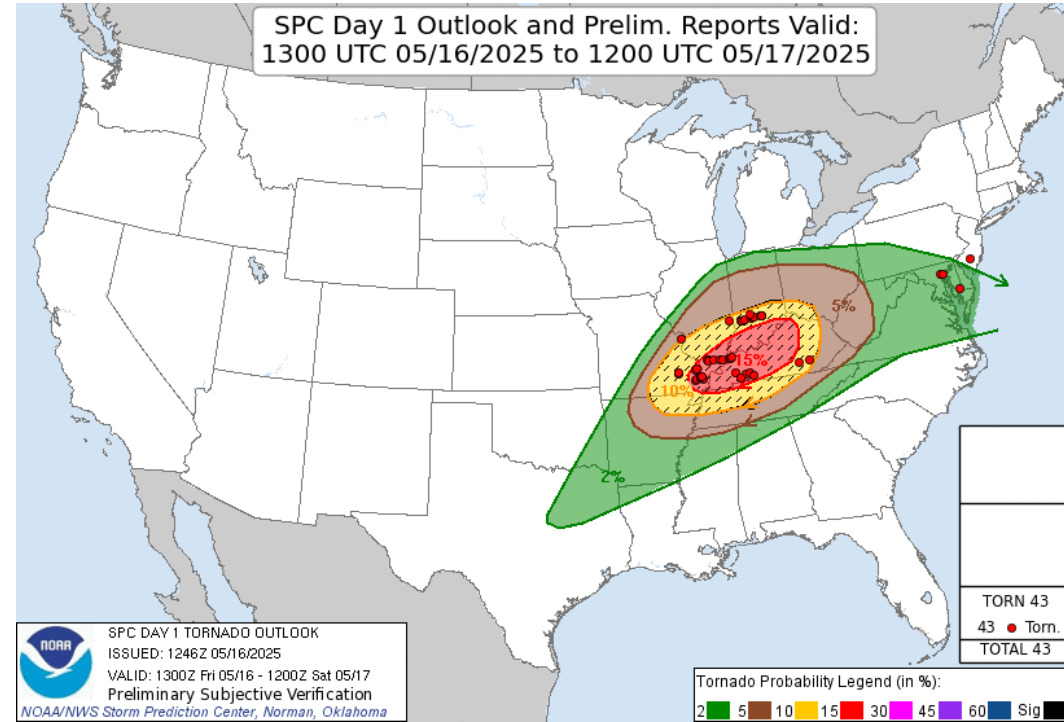 SPC Day 1 Outlook and Prelim. Reports Valid:
1300 UTC 05/16/2025 to 1200 UTC 05/17/2025
5%
15%
10%
2%
TORN 43
43 Torn.
TOTAL 43
NOAA
SPC DAY 1 TORNADO OUTLOOK
ISSUED: 1246Z 05/16/2025
VALID: 1300Z Fri 05/16 - 1200Z Sat 05/17
Preliminary Subjective Verification
NOAA/NWS Storm Prediction Center, Norman, Oklahoma
Tornado Probability Legend (in %):
2 5 10 15 30 45 60 Sig